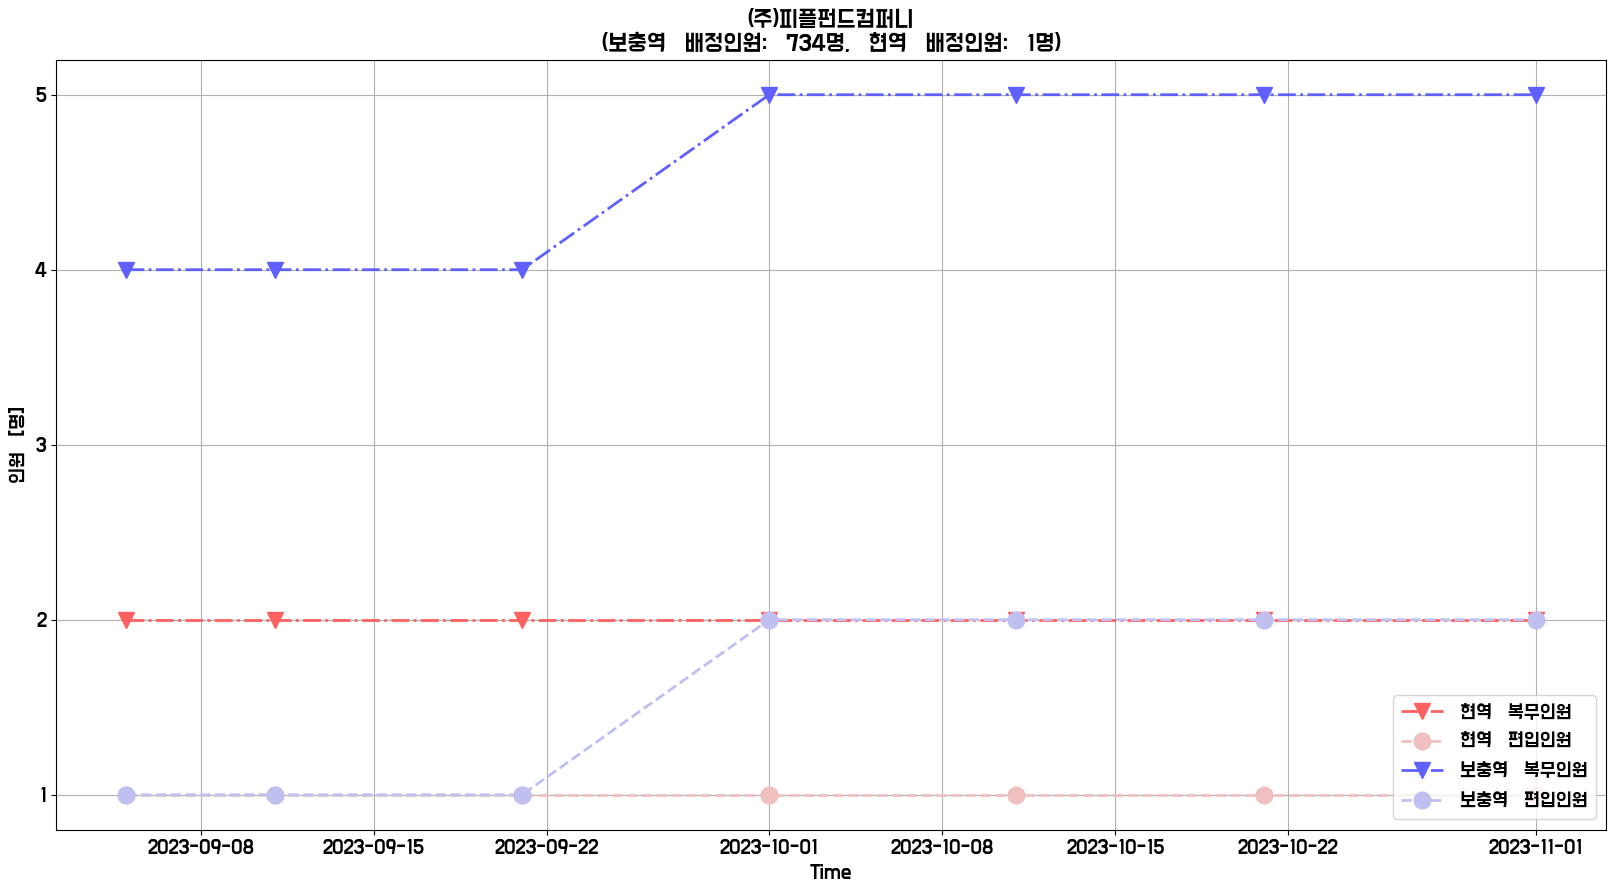 (주)피플펀드컴퍼니
(보충역 배정인원: 734명, 현역 배정인원: 1명)
인원 [명]
5
4
3
2
1
현역 복무인원
현역 편입인원
보충역 복무인원
보충역 편입인원
2023-09-08 2023-09-15 2023-09-22 2023-10-01 2023-10-08 2023-10-15 2023-10-22 2023-11-01
Time